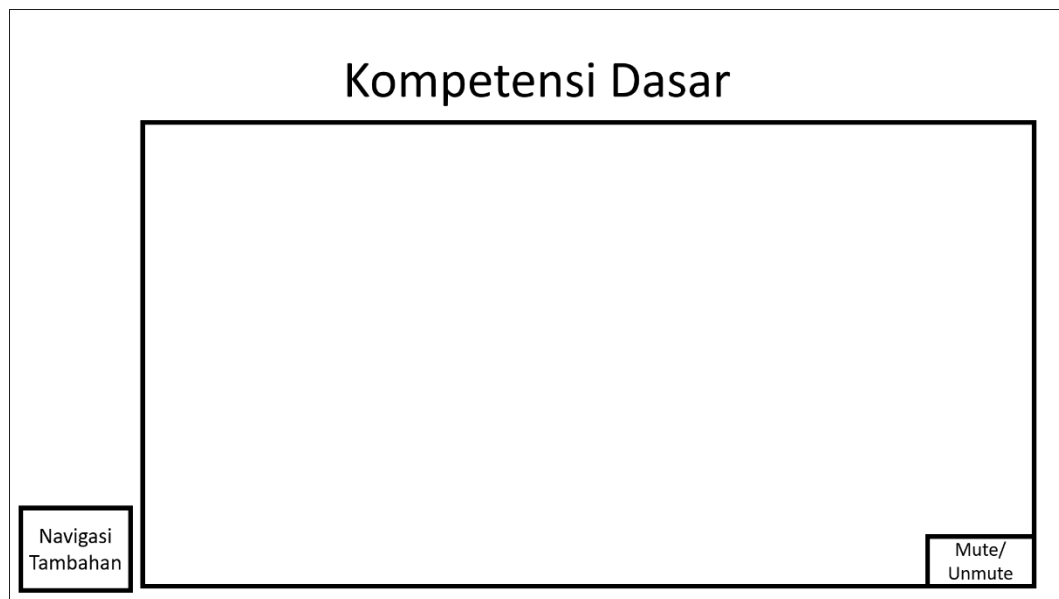 Kompetensi Dasar
Navigasi
Tambahan
Mute/
Unmute